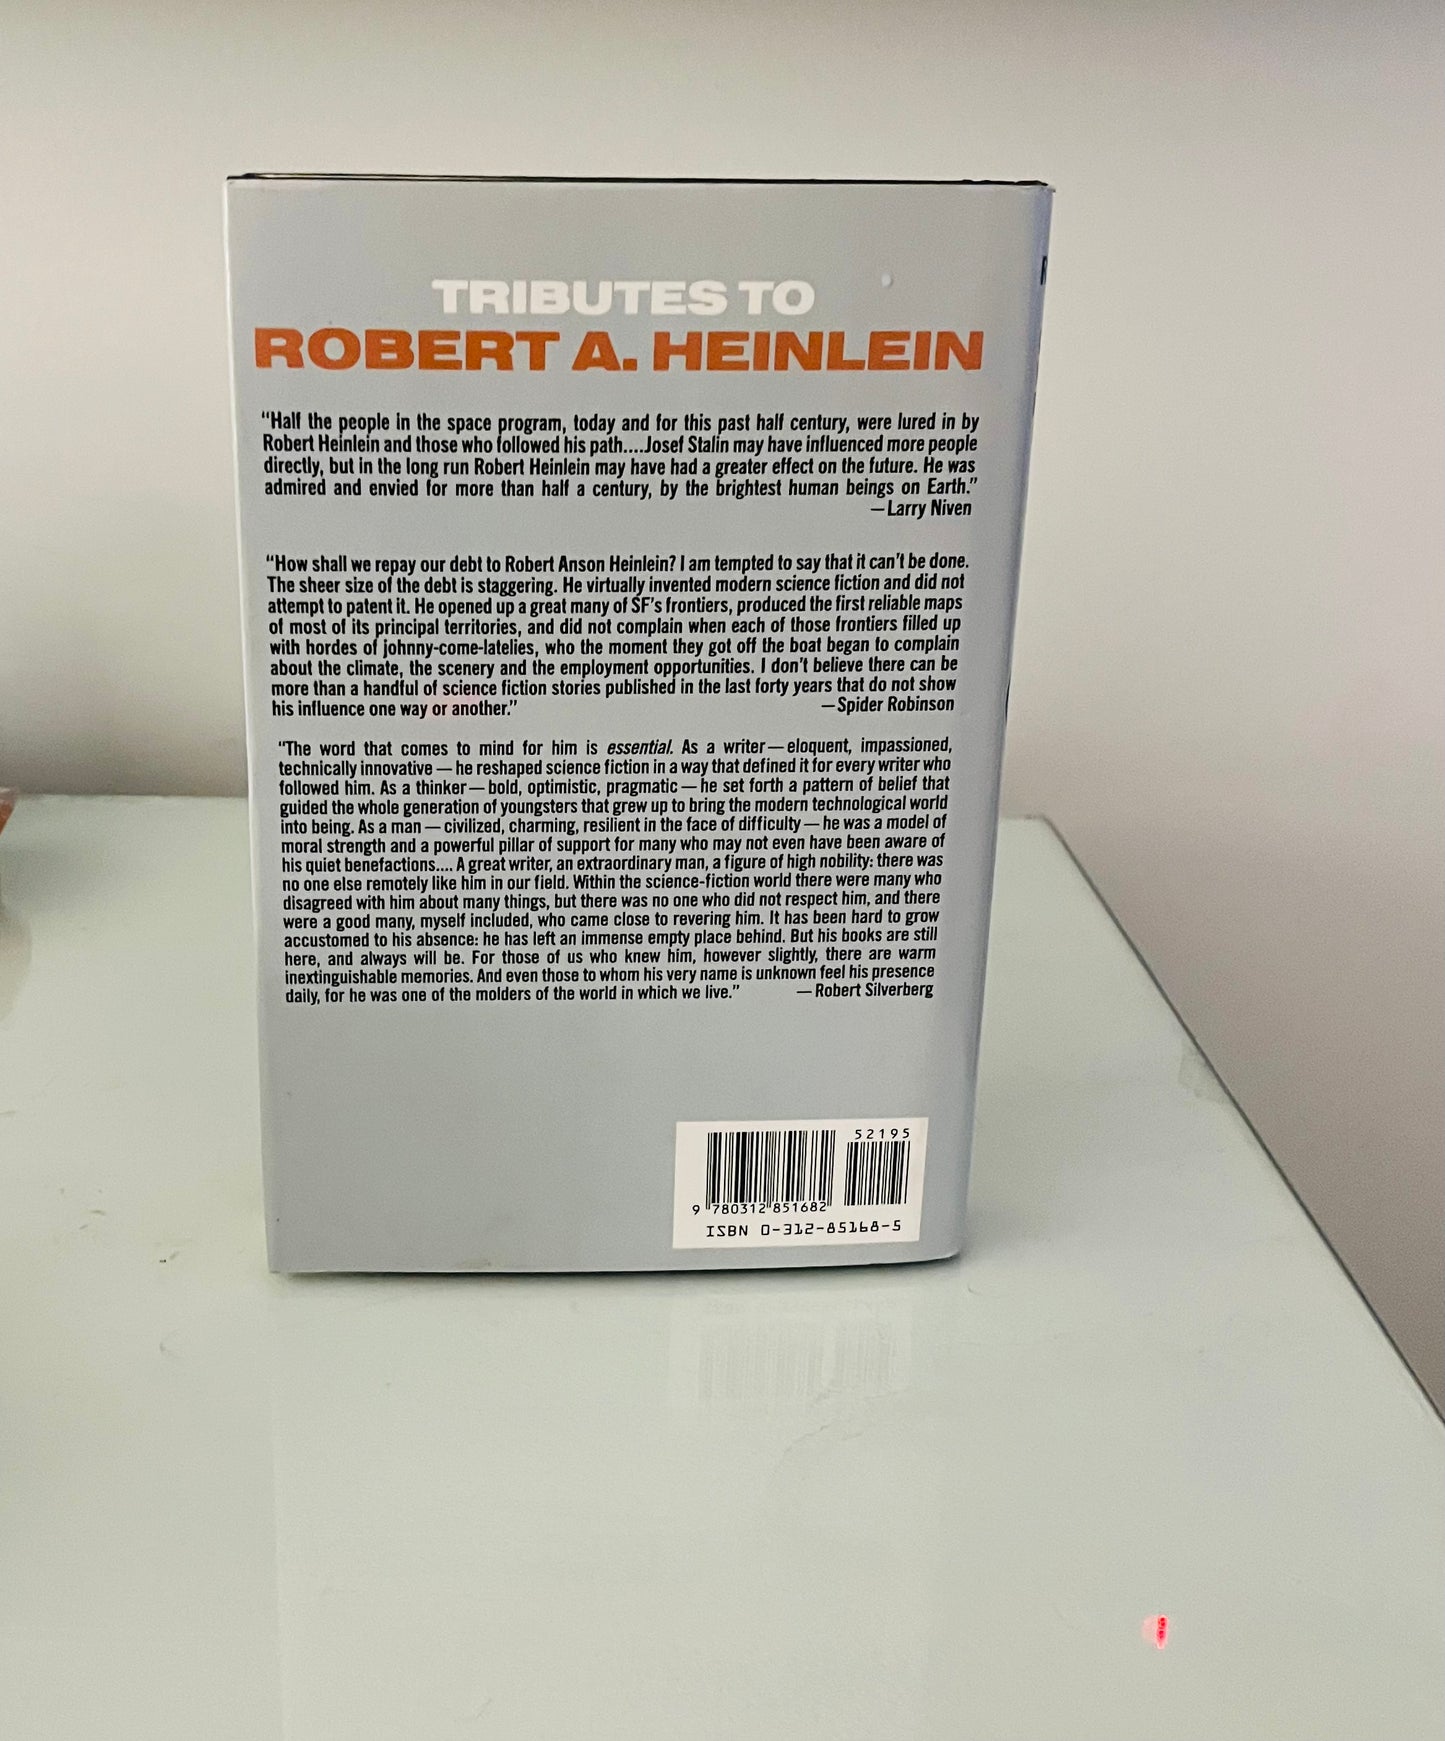 TRIBUTES TO
ROBERT A. HEINLEIN
“Half the people in the space program, today and for this past half century, were lured in by
Robert Heinlein and those who followed his path....Josef Stalin may have influenced more people
directly, but in the long run Robert Heinlein may have had a greater effect on the future. He was
admired and envied for more than half a century, by the brightest human beings on Earth.”
—Larry Niven
“How shall we repay our debt to Robert Anson Heinlein? I am tempted to say that it can't be done.
The sheer size of the debt is staggering. He virtually invented modern science fiction and did not
attempt to patent it. He opened up a great many of SF's frontiers, produced the first reliable maps
of most of its principal territories, and did not complain when each of those frontiers filled up
with hordes of johnny-come-latelies, who the moment they got off the boat began to complain
about the climate, the scenery and the employment opportunities. I don't believe there can be
more than a handful of science fiction stories published in the last forty years that do not show
his influence one way or another.” —Spider Robinson
“The word that comes to mind for him is essential. As a writer—eloquent, impassioned,
technically innovative—he reshaped science fiction in a way that defined it for every writer who
followed him. As a thinker—bold, optimistic, pragmatic—he set forth a pattern of belief that
guided the whole generation of youngsters that grew up to bring the modern technological world
into being. As a man—civilized, charming, resilient in the face of difficulty—he was a model of
moral strength and a powerful pillar of support for many who may not even have been aware of
his quiet benefactions.... A great writer, an extraordinary man, a figure of high nobility: there was
no one else remotely like him in our field. Within the science-fiction world there were many who
disagreed with him about many things, but there was no one who did not respect him, and there
were a good many, myself included, who came close to revering him. It has been hard to grow
accustomed to his absence: he has left an immense empty place behind. But his books are still
here, and always will be. For those of us who knew him, however slightly, there are warm
inextinguishable memories. And even those to whom his very name is unknown feel his presence
daily, for he was one of the molders of the world in which we live.” —Robert Silverberg
52195
9 780312 851682
ISBN 0-312-85168-5